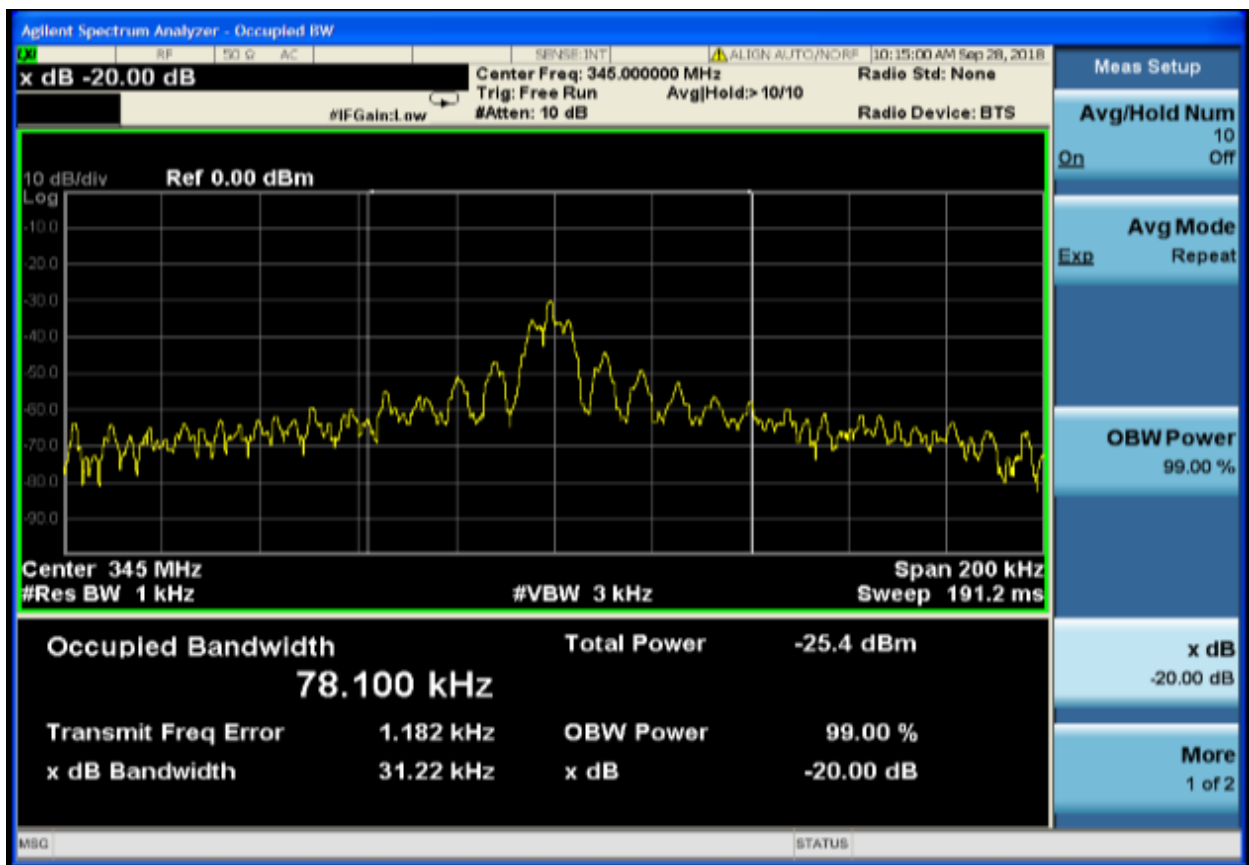 Agilent Spectrum Analyzer - Occupied BW
LXI RF 50 Ω AC SENSE:INT ALIGN AUTO/NORF 10:15:00 AM Sep 28, 2018
x dB -20.00 dB
Center Freq: 345.000000 MHz Radio Std: None
Trig: Free Run Avg|Hold:> 10/10
#IFGain:Low #Atten: 10 dB Radio Device: BTS
10 dB/div Ref 0.00 dBm
Log
-10.0
-20.0
-30.0
-40.0
-50.0
-60.0
-70.0
-80.0
-90.0
Center 345 MHz Span 200 kHz
#Res BW 1 kHz #VBW 3 kHz Sweep 191.2 ms
Occupied Bandwidth Total Power -25.4 dBm
78.100 kHz
Transmit Freq Error 1.182 kHz OBW Power 99.00 %
x dB Bandwidth 31.22 kHz x dB -20.00 dB
MSG STATUS
Meas Setup
Avg/Hold Num
10
On Off
Avg Mode
Exp Repeat
OBW Power
99.00 %
x dB
-20.00 dB
More
1 of 2